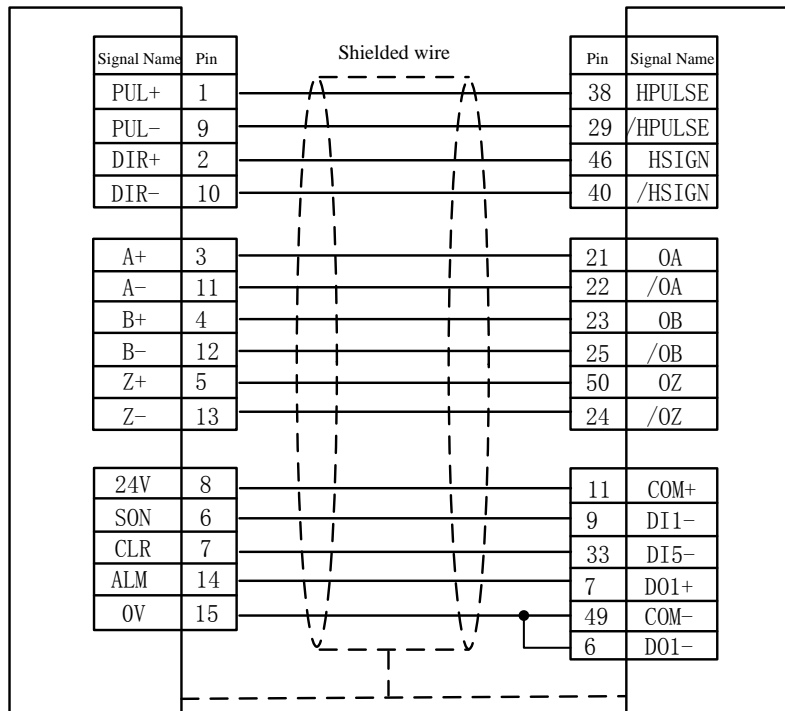 Shielded wire
Signal Name Pin Pin Signal Name
PUL+ 1 38 HPULSE
PUL- 9 29 /HPULSE
DIR+ 2 46 HSIGN
DIR- 10 40 /HSIGN
A+ 3 21 OA
A- 11 22 /OA
B+ 4 23 OB
B- 12 25 /OB
Z+ 5 50 OZ
Z- 13 24 /OZ
24V 8 11 COM+
SON 6 9 DI1-
CLR 7 33 DI5-
ALM 14 7 DO1+
0V 15 49 COM-
6 DO1-